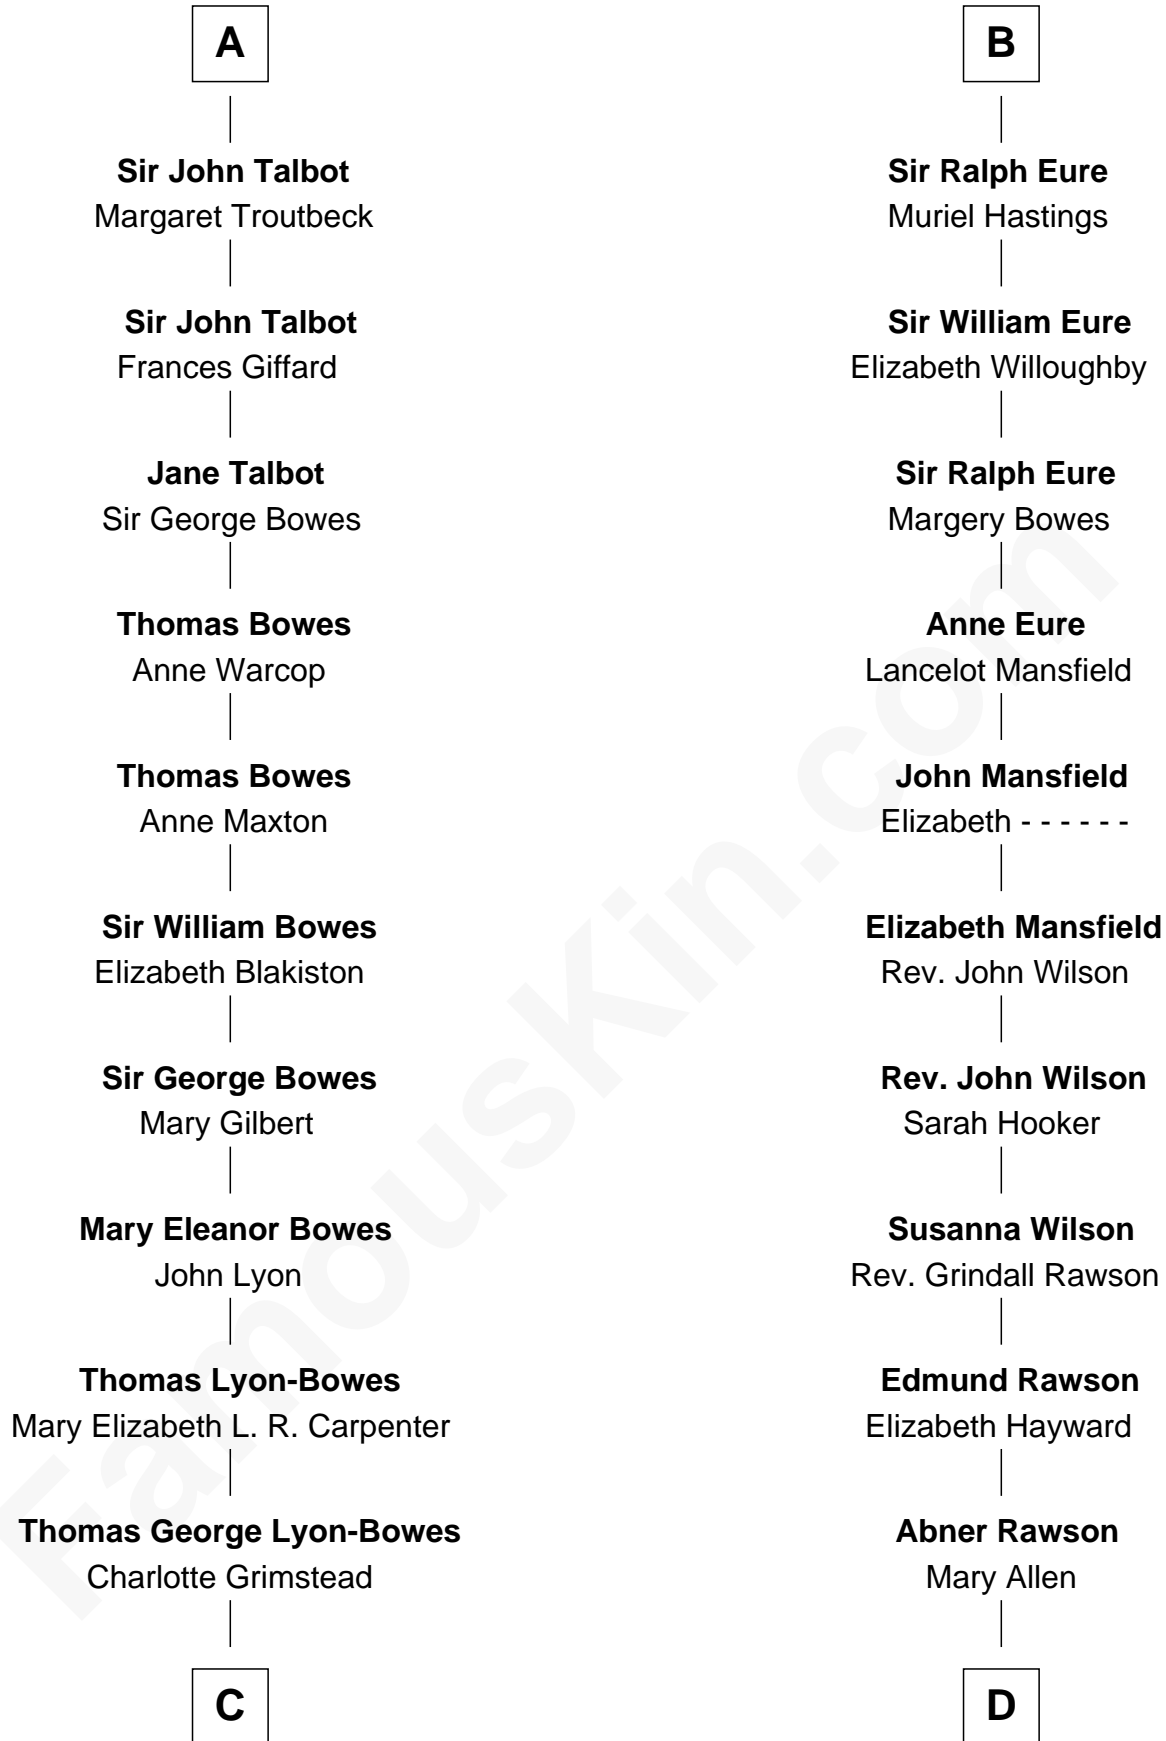 A
Sir John Talbot
Margaret Troutbeck
Sir John Talbot
Frances Giffard
Jane Talbot
Sir George Bowes
Thomas Bowes
Anne Warcop
Thomas Bowes
Anne Maxton
Sir William Bowes
Elizabeth Blakiston
Sir George Bowes
Mary Gilbert
Mary Eleanor Bowes
John Lyon
Thomas Lyon-Bowes
Mary Elizabeth L. R. Carpenter
Thomas George Lyon-Bowes
Charlotte Grimstead
C
B
Sir Ralph Eure
Muriel Hastings
Sir William Eure
Elizabeth Willoughby
Sir Ralph Eure
Margery Bowes
Anne Eure
Lancelot Mansfield
John Mansfield
Elizabeth - - - - - -
Elizabeth Mansfield
Rev. John Wilson
Rev. John Wilson
Sarah Hooker
Susanna Wilson
Rev. Grindall Rawson
Edmund Rawson
Elizabeth Hayward
Abner Rawson
Mary Allen
D
FamousKin.com